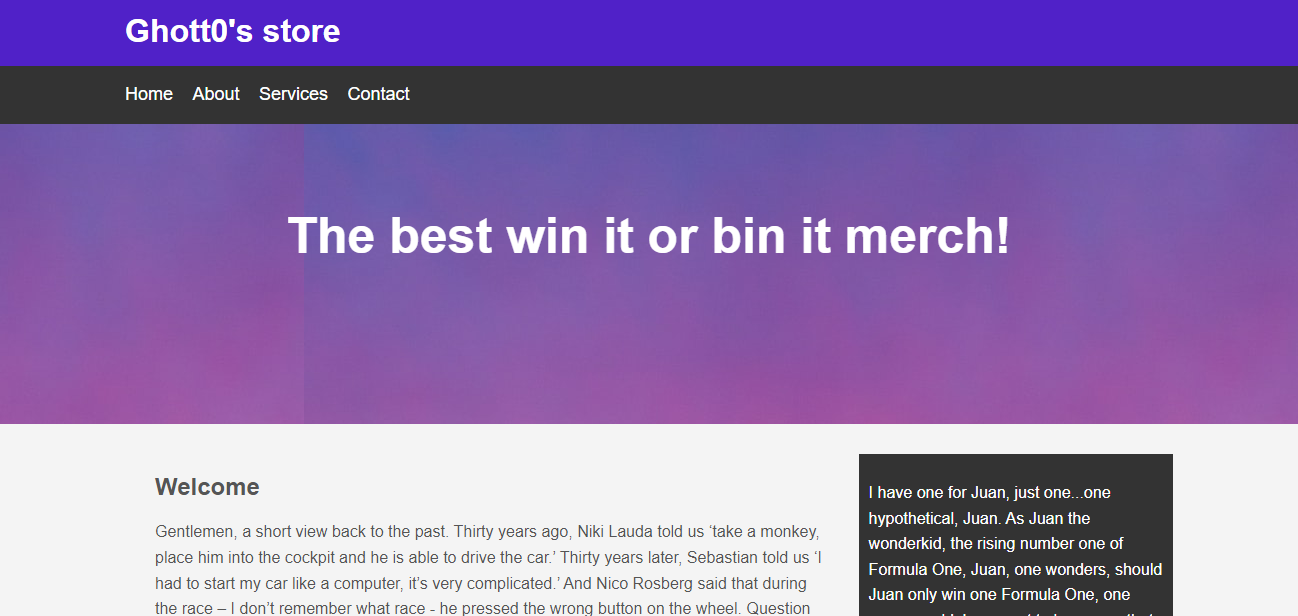 Ghott0's store
Home About Services Contact
The best win it or bin it merch!
Welcome
Gentlemen, a short view back to the past. Thirty years ago, Niki Lauda told us ‘take a monkey,
place him into the cockpit and he is able to drive the car.’ Thirty years later, Sebastian told us ‘I
had to start my car like a computer, it’s very complicated.’ And Nico Rosberg said that during
the race – I don’t remember what race - he pressed the wrong button on the wheel. Question
I have one for Juan, just one...one
hypothetical, Juan. As Juan the
wonderkid, the rising number one of
Formula One, Juan, one wonders, should
Juan only win one Formula One, one